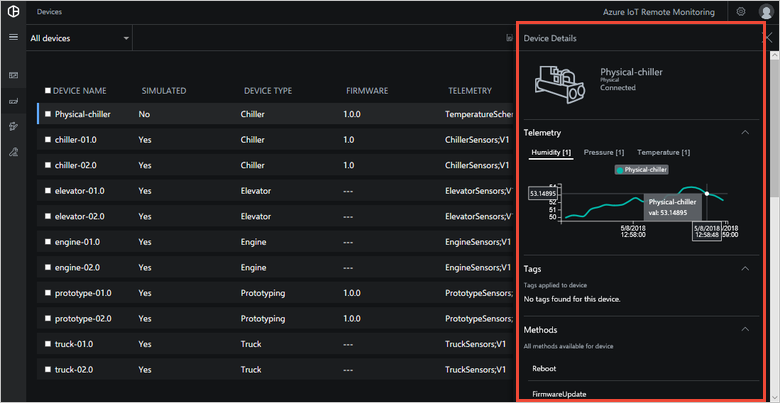 Devices
Azure IoT Remote Monitoring
All devices
Device Details
Physical-chiller
Physical
Connected
DEVICE NAME SIMULATED DEVICE TYPE FIRMWARE TELEMETRY
Physical-chiller No Chiller 1.0.0 TemperatureSchem
chiller-01.0 Yes Chiller 1.0 ChillerSensors;V1
chiller-02.0 Yes Chiller 1.0 ChillerSensors;V1
elevator-01.0 Yes Elevator --- ElevatorSensors;V1
elevator-02.0 Yes Elevator --- ElevatorSensors;V1
engine-01.0 Yes Engine --- EngineSensors;V1
engine-02.0 Yes Engine --- EngineSensors;V1
prototype-01.0 Yes Prototyping 1.0.0 PrototypeSensors;
prototype-02.0 Yes Prototyping 1.0.0 PrototypeSensors;
truck-01.0 Yes Truck --- TruckSensors;V1
truck-02.0 Yes Truck --- TruckSensors;V1
Telemetry
Humidity [1] Pressure [1] Temperature [1]
Physical-chiller
54
53.14895
52
51
50
Physical-chiller
val: 53.14895
5/8/2018 5/8/2018 /2018
12:58:00 12:58:48 :59:00
Tags
Tags applied to device
No tags found for this device.
Methods
All methods available for device
Reboot
FirmwareUpdate